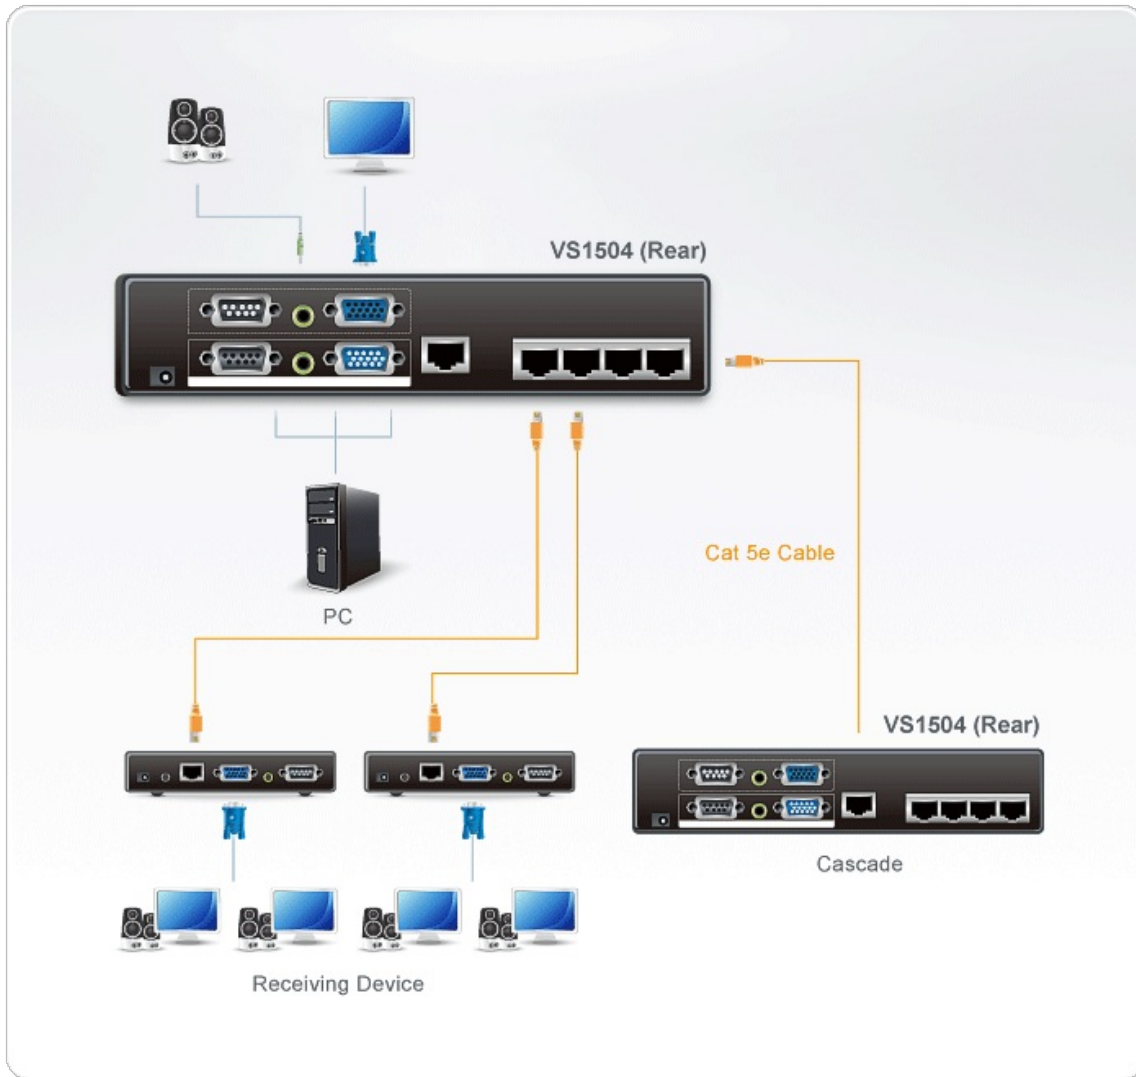 VS1504 (Rear)
PC
Cat 5e Cable
VS1504 (Rear)
Cascade
Receiving Device